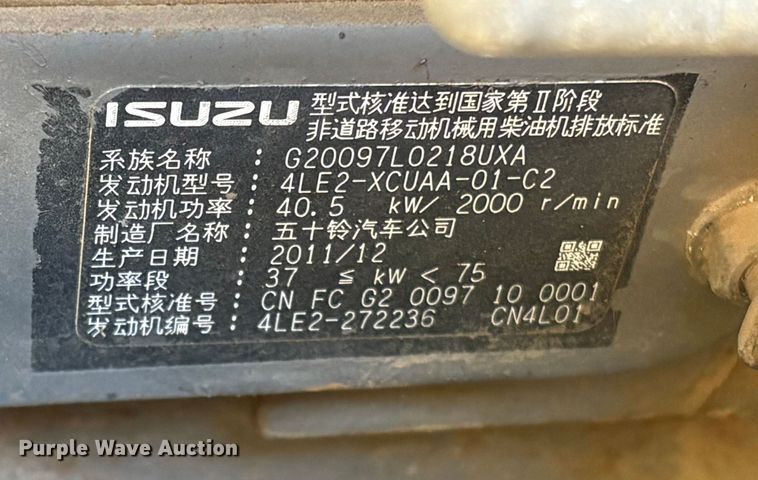 ISUZU 型式核准达到国家第Ⅱ阶段
非道路移动机械用柴油机排放标准
系族名称 : G20097L0218UXA
发动机型号: 4LE2-XCUAA-01-C2
发动机功率: 40.5 kW/ 2000 r/min
制造厂名称: 五十铃汽车公司
生产日期 : 2011/12
功率段 : 37 ≦ kW < 75
型式核准号: CN FC G2 0097 10 0001
发动机编号: 4LE2-272236 CN4L01
Purple Wave Auction